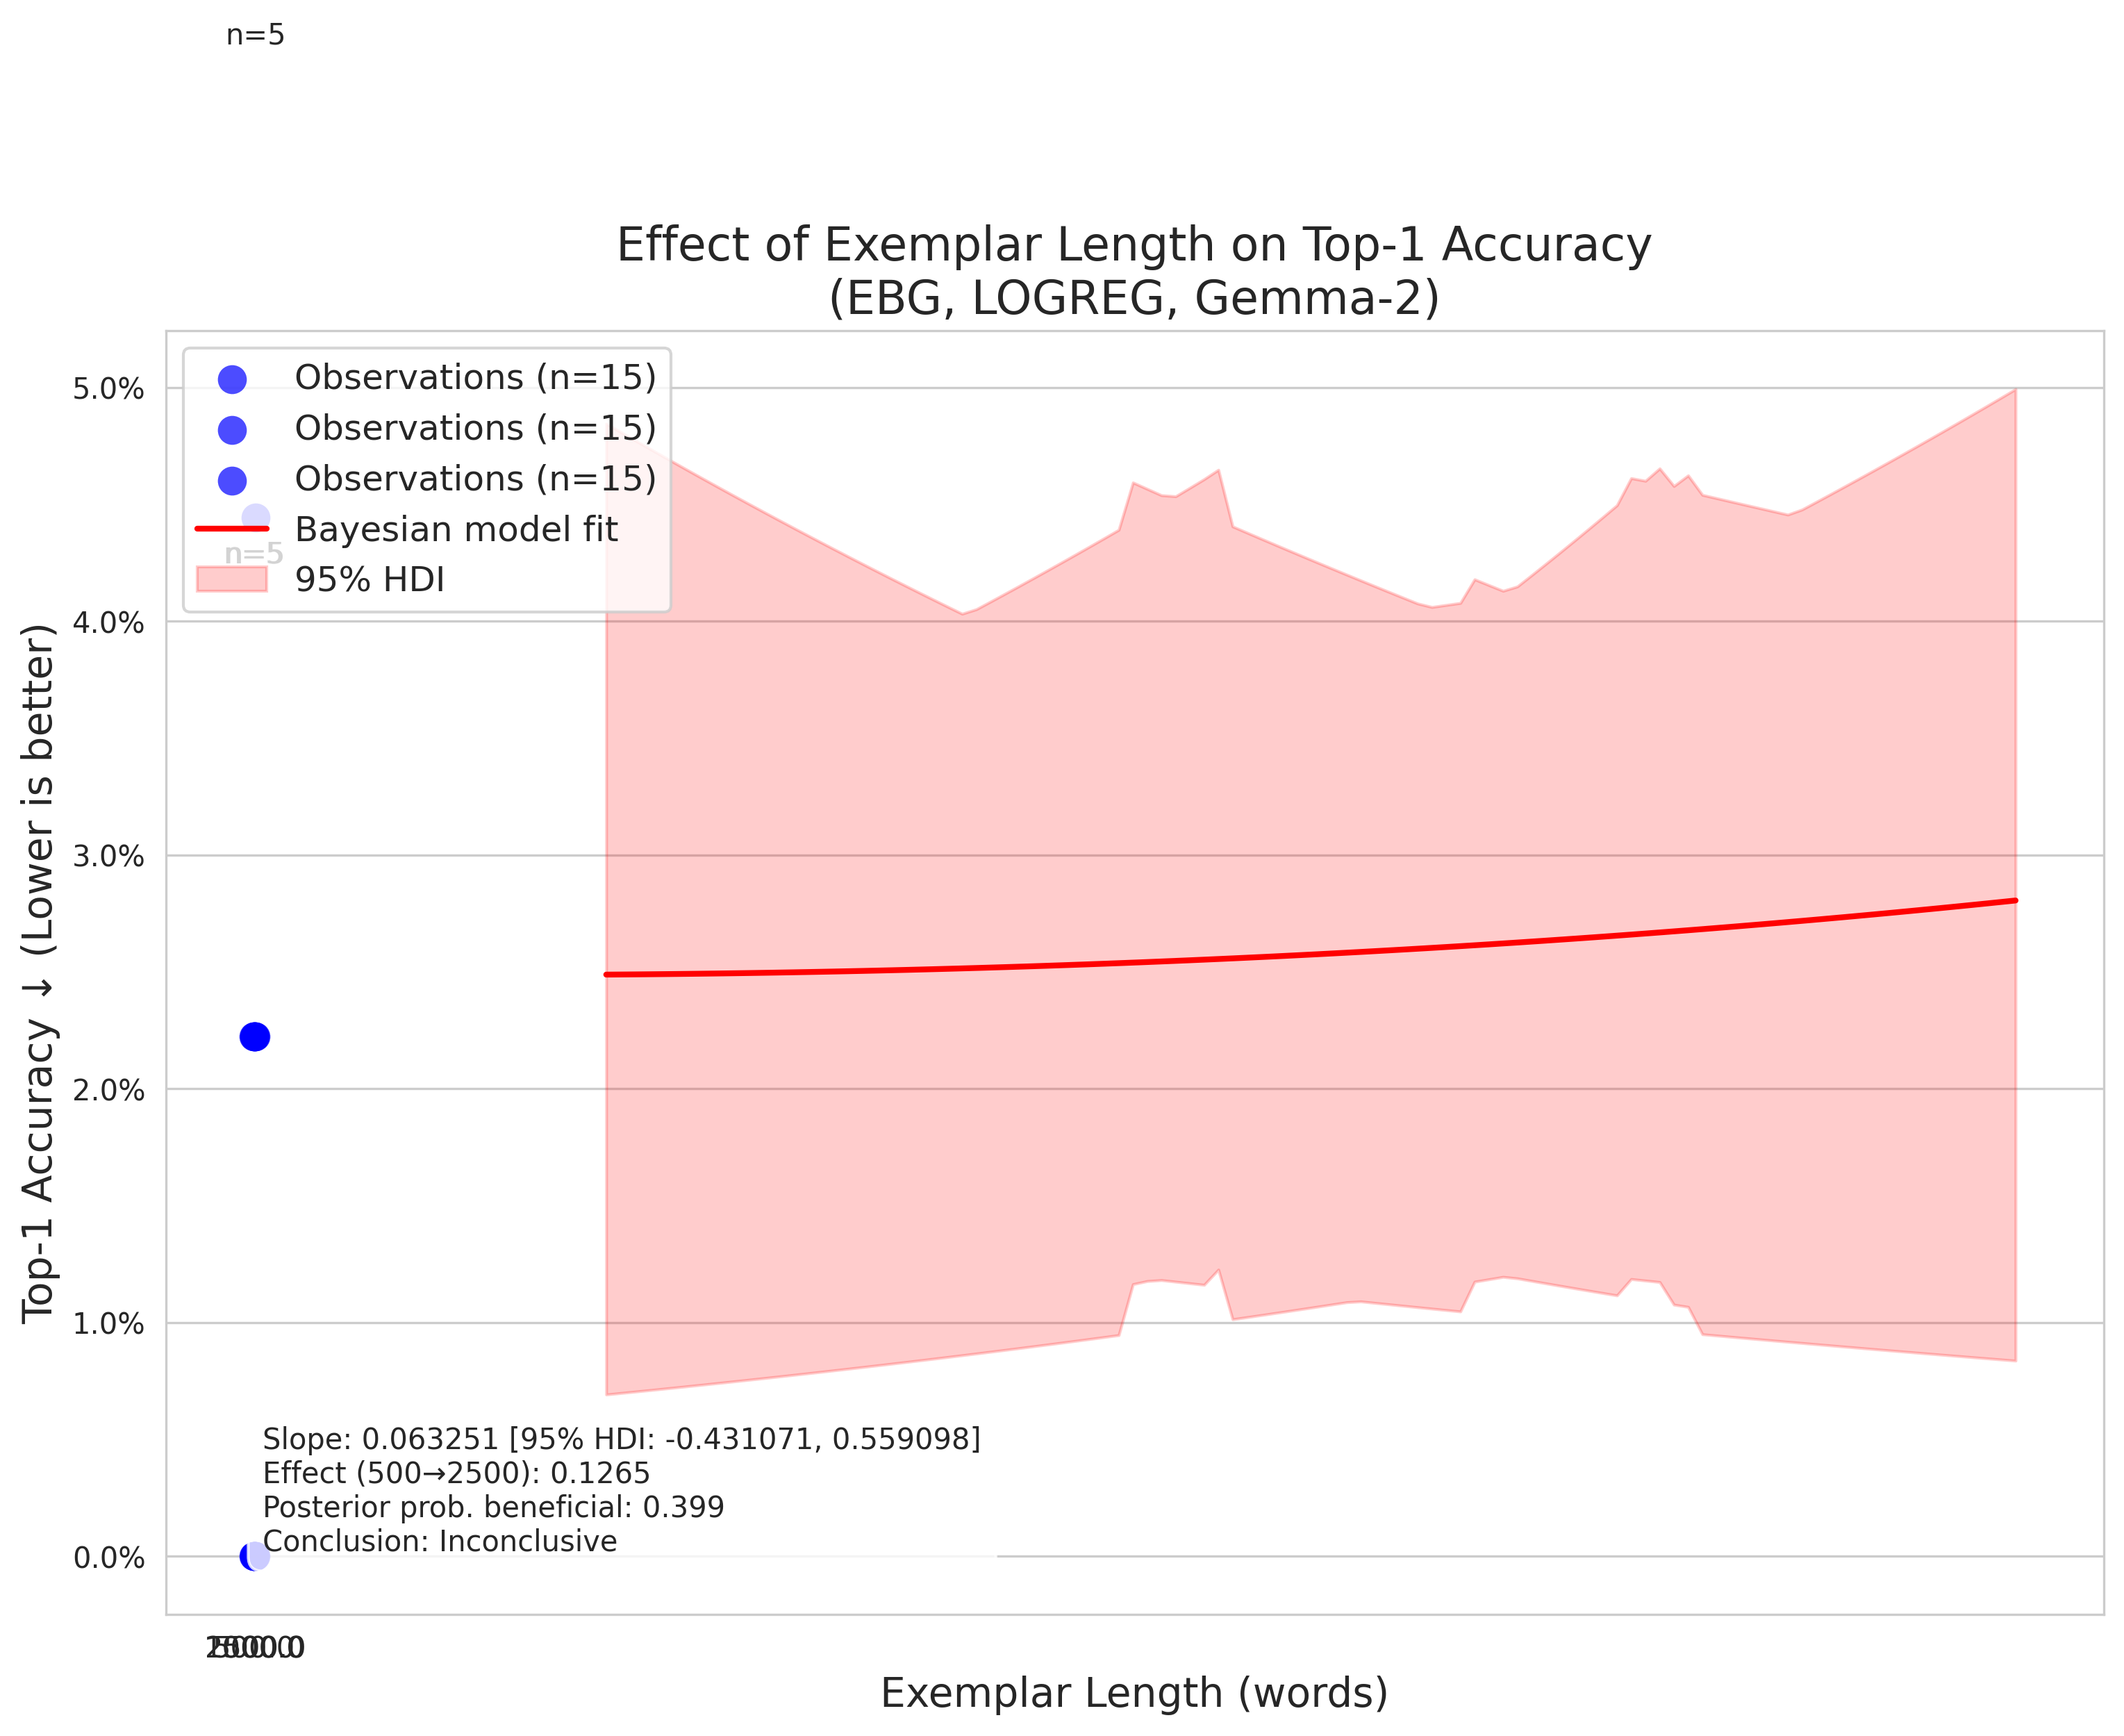 n=5
Effect of Exemplar Length on Top-1 Accuracy
(EBG, LOGREG, Gemma-2)
Observations (n=15)
Observations (n=15)
Observations (n=15)
Bayesian model fit
95% HDI
n=5
5.0%
4.0%
3.0%
2.0%
1.0%
0.0%
Top-1 Accuracy ↓ (Lower is better)
Slope: 0.063251 [95% HDI: -0.431071, 0.559098]
Effect (500→2500): 0.1265
Posterior prob. beneficial: 0.399
Conclusion: Inconclusive
Exemplar Length (words)